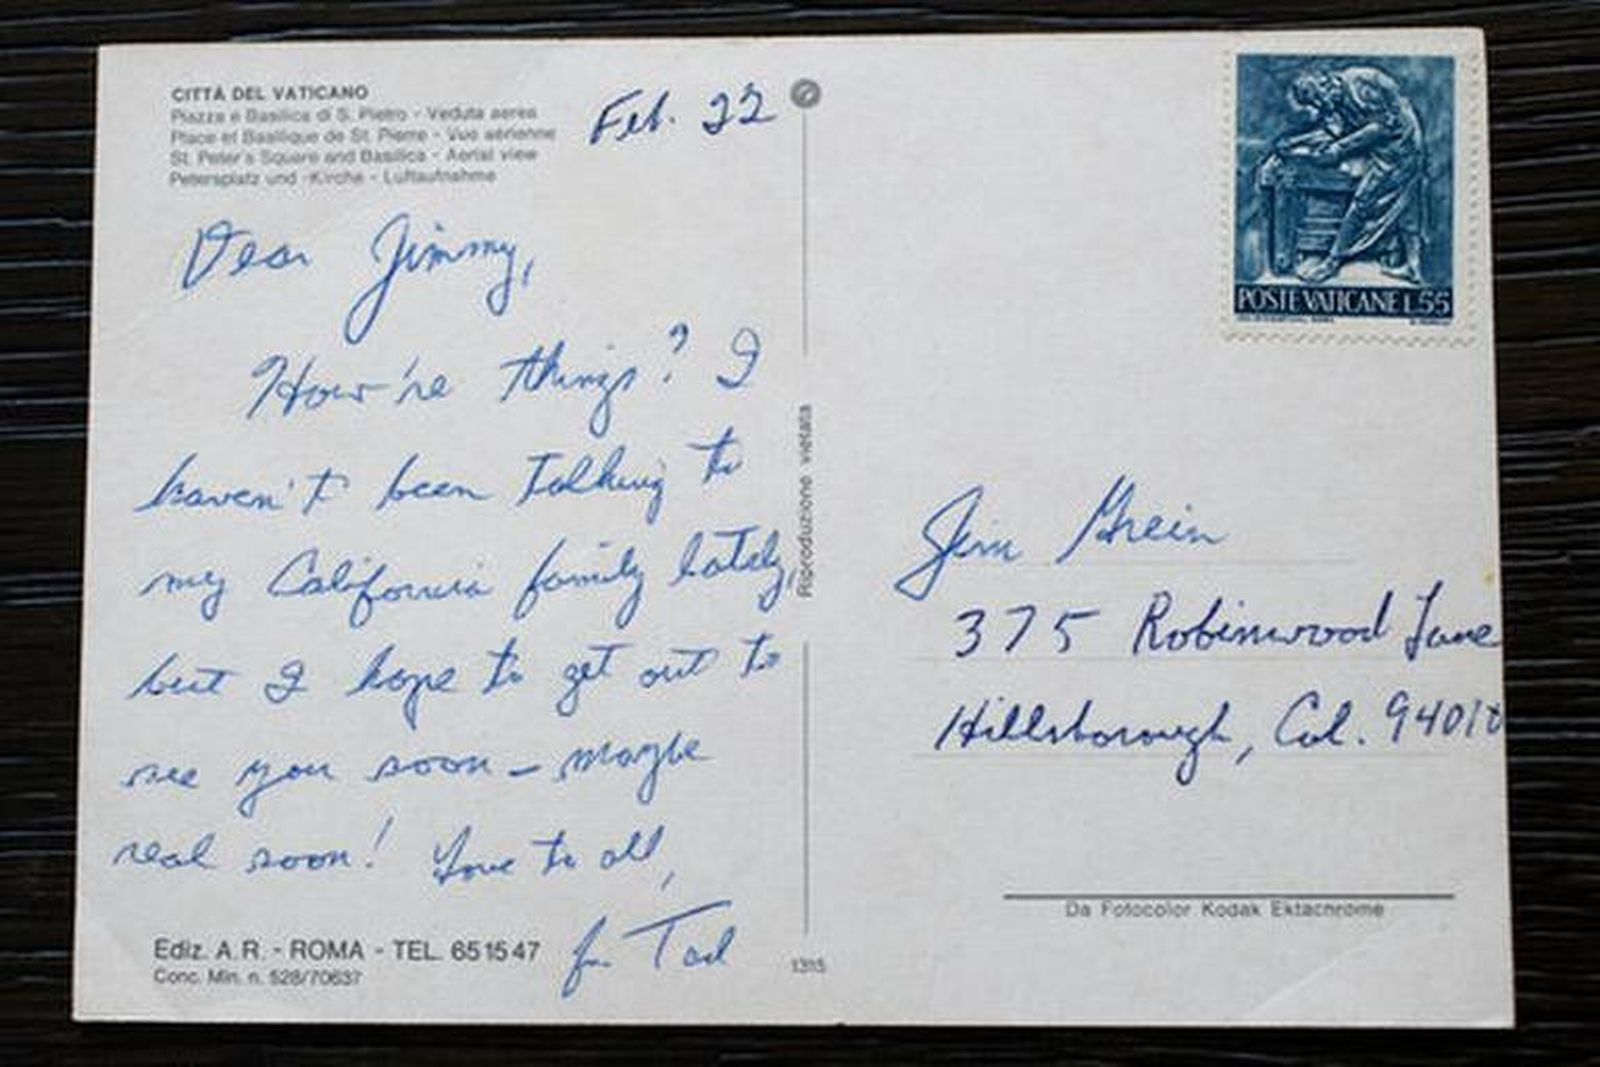 CITTÀ DEL VATICANO
Piazza e Basilica di S. Pietro - Veduta aerea
Place et Basilique de St. Pierre - Vue aérienne
St. Peter's Square and Basilica - Aerial view
Petersplatz und -Kirche - Luftaufnahme
Feb. 22
Dear Jimmy,
How're things? I
haven't been talking to
my California family lately,
but I hope to get out to
see you soon - maybe
real soon! Love to all,
Fr. Tad
Ediz. A.R. - ROMA - TEL. 651547
Conc. Min. n. 528/70637
Riproduzione vietata
1315
POSTE VATICANE L.55
Jim Grein
375 Robinwood Lane
Hillsborough, Cal. 94010
Da Fotocolor Kodak Ektachrome